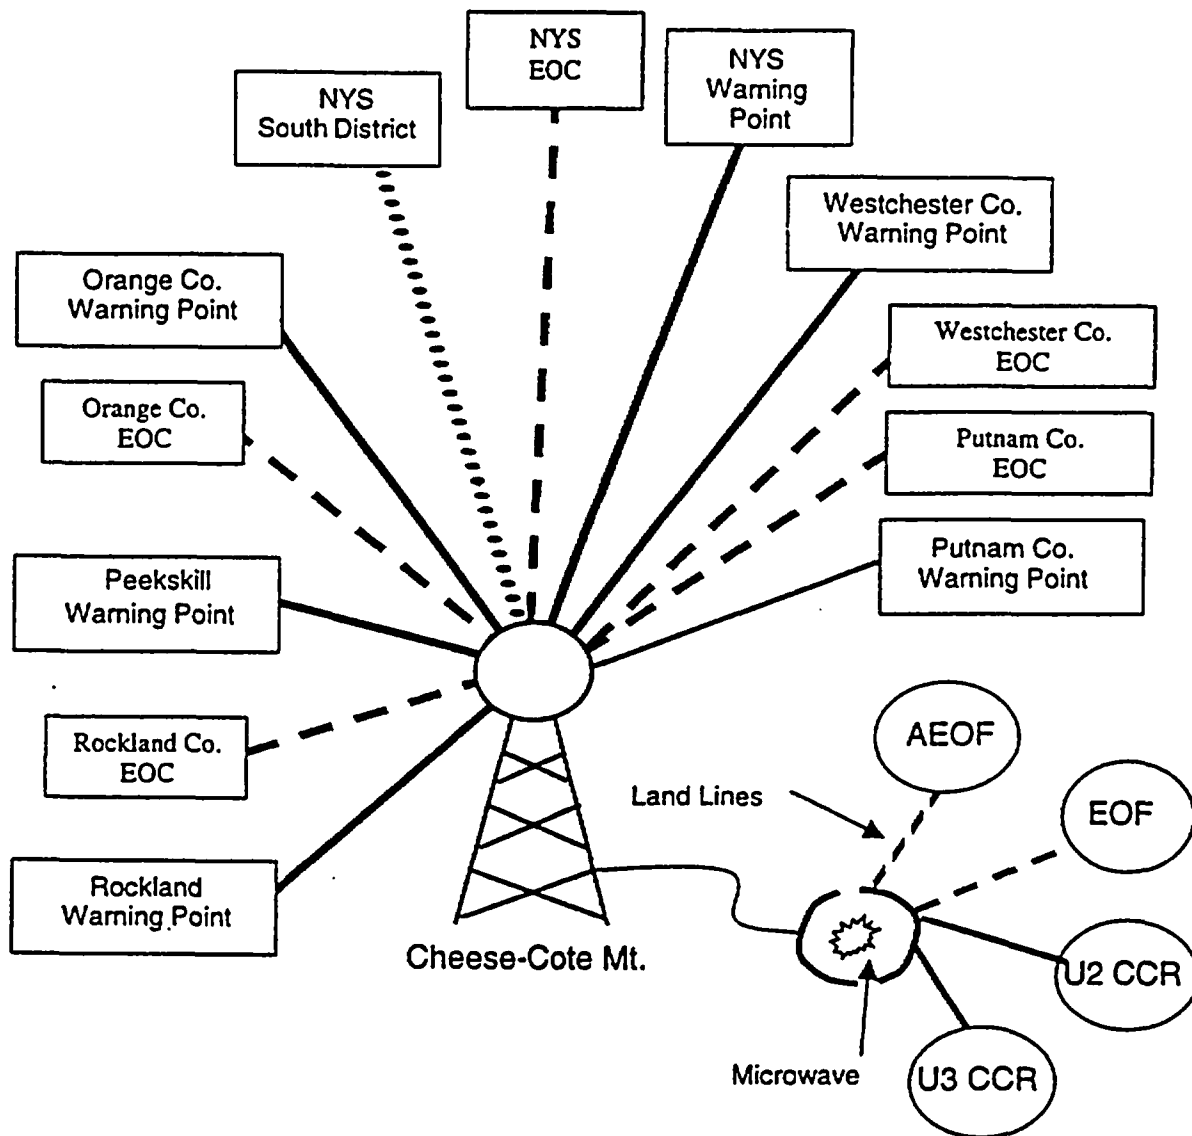 NYS
EOC
NYS
Warning
Point
NYS
South District
Westchester Co.
Warning Point
Orange Co.
Warning Point
Westchester Co.
EOC
Orange Co.
EOC
Putnam Co.
EOC
Putnam Co.
Warning Point
Peekskill
Warning Point
Rockland Co.
EOC
AEOF
Land Lines
EOF
Rockland
Warning Point
Cheese-Cote Mt.
U2 CCR
Microwave
U3 CCR